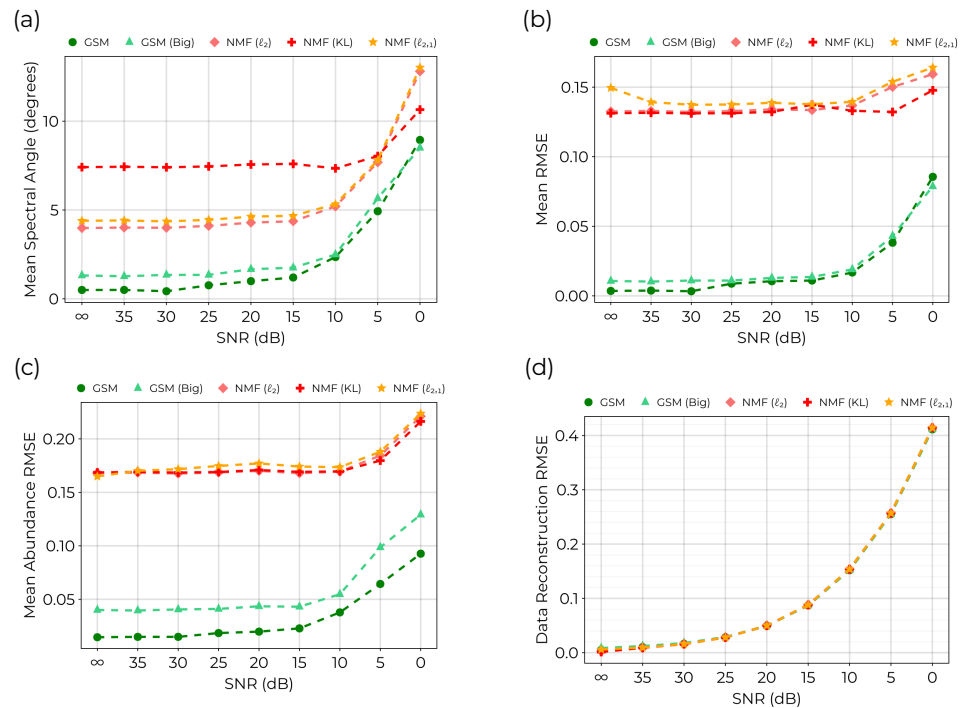 (a)
GSM GSM (Big) NMF (ℓ₂) NMF (KL) NMF (ℓ₂,₁)
Mean Spectral Angle (degrees)
10
5
0
∞ 35 30 25 20 15 10 5 0
SNR (dB)
(b)
GSM GSM (Big) NMF (ℓ₂) NMF (KL) NMF (ℓ₂,₁)
Mean RMSE
0.15
0.10
0.05
0.00
∞ 35 30 25 20 15 10 5 0
SNR (dB)
(c)
GSM GSM (Big) NMF (ℓ₂) NMF (KL) NMF (ℓ₂,₁)
Mean Abundance RMSE
0.20
0.15
0.10
0.05
∞ 35 30 25 20 15 10 5 0
SNR (dB)
(d)
GSM GSM (Big) NMF (ℓ₂) NMF (KL) NMF (ℓ₂,₁)
Data Reconstruction RMSE
0.4
0.3
0.2
0.1
0.0
∞ 35 30 25 20 15 10 5 0
SNR (dB)